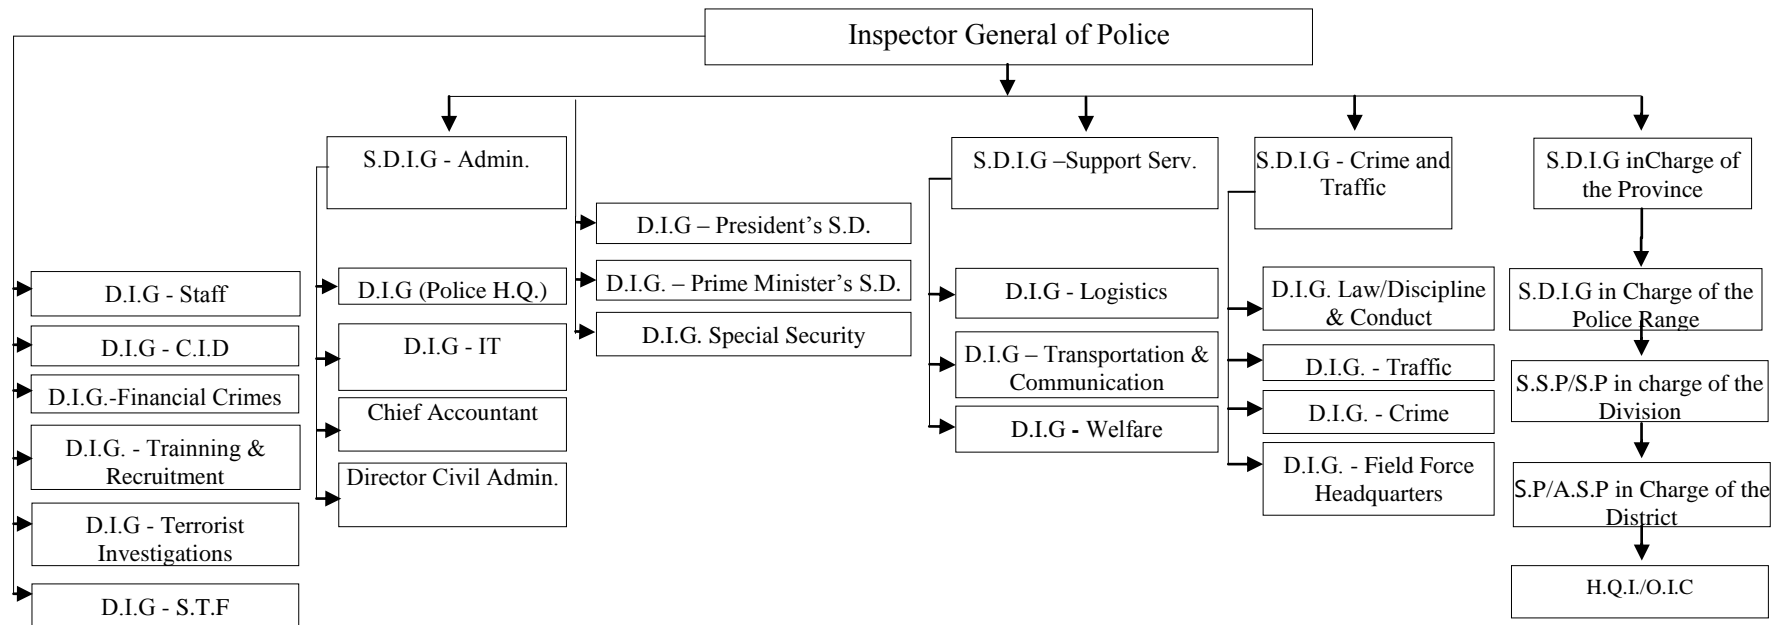 Inspector General of Police
S.D.I.G - Admin.
S.D.I.G –Support Serv.
S.D.I.G - Crime and
Traffic
S.D.I.G inCharge of
the Province
D.I.G - Staff
D.I.G - C.I.D
D.I.G.-Financial Crimes
D.I.G. - Trainning &
Recruitment
D.I.G - Terrorist
Investigations
D.I.G - S.T.F
D.I.G (Police H.Q.)
D.I.G - IT
Chief Accountant
Director Civil Admin.
D.I.G – President’s S.D.
D.I.G. – Prime Minister’s S.D.
D.I.G. Special Security
D.I.G - Logistics
D.I.G – Transportation &
Communication
D.I.G - Welfare
D.I.G. Law/Discipline
& Conduct
D.I.G. - Traffic
D.I.G. - Crime
D.I.G. - Field Force
Headquarters
S.D.I.G in Charge of the
Police Range
S.S.P/S.P in charge of the
Division
S.P/A.S.P in Charge of the
District
H.Q.I./O.I.C